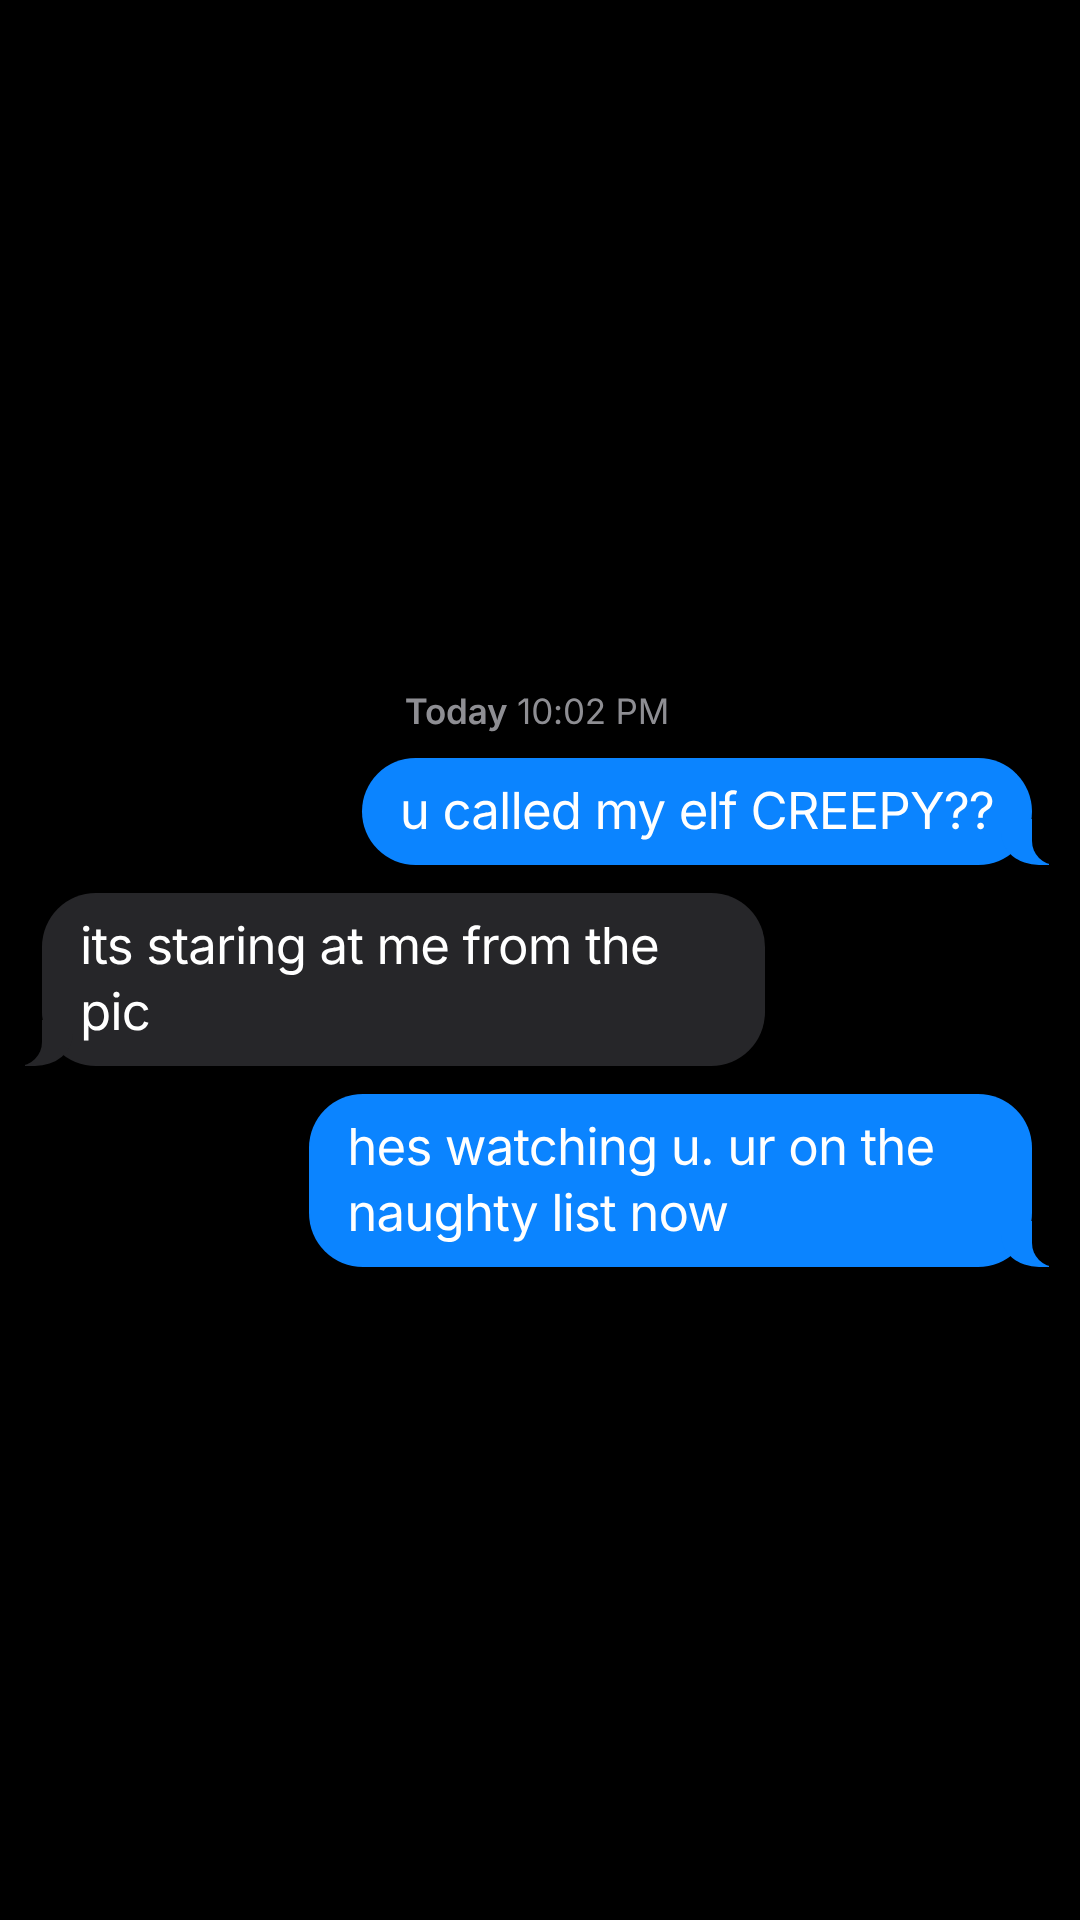 Today 10:02 PM
u called my elf CREEPY??
its staring at me from the
pic
hes watching u. ur on the
naughty list now